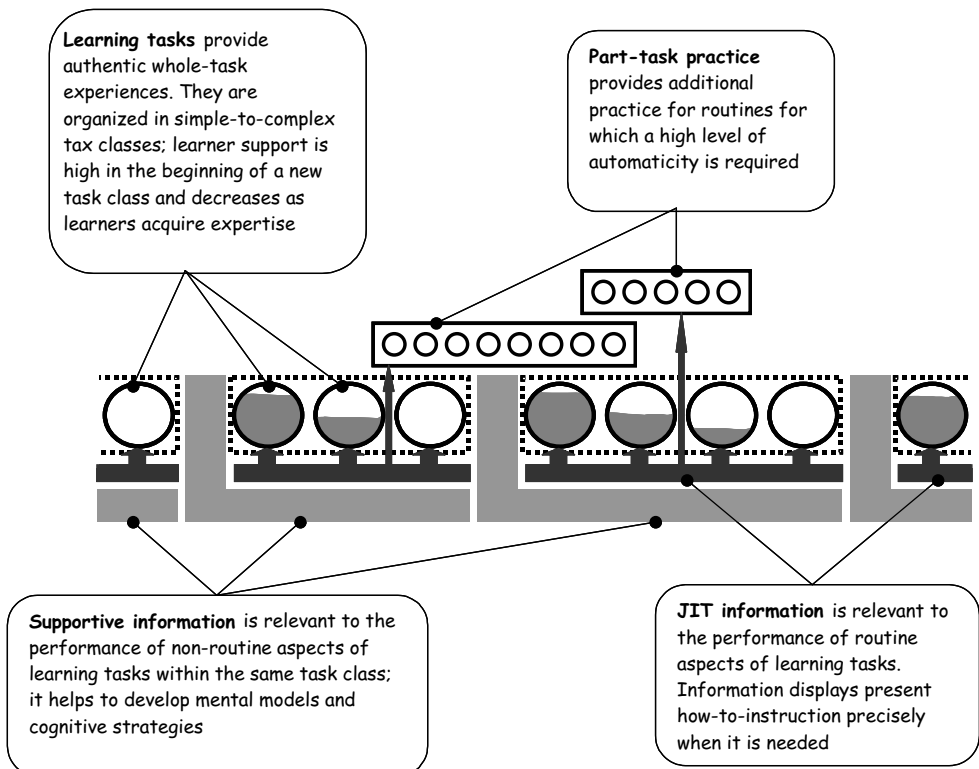 Learning tasks provide
authentic whole-task
experiences. They are
organized in simple-to-complex
tax classes; learner support is
high in the beginning of a new
task class and decreases as
learners acquire expertise
Part-task practice
provides additional
practice for routines for
which a high level of
automaticity is required
Supportive information is relevant to the
performance of non-routine aspects of
learning tasks within the same task class;
it helps to develop mental models and
cognitive strategies
JIT information is relevant to
the performance of routine
aspects of learning tasks.
Information displays present
how-to-instruction precisely
when it is needed